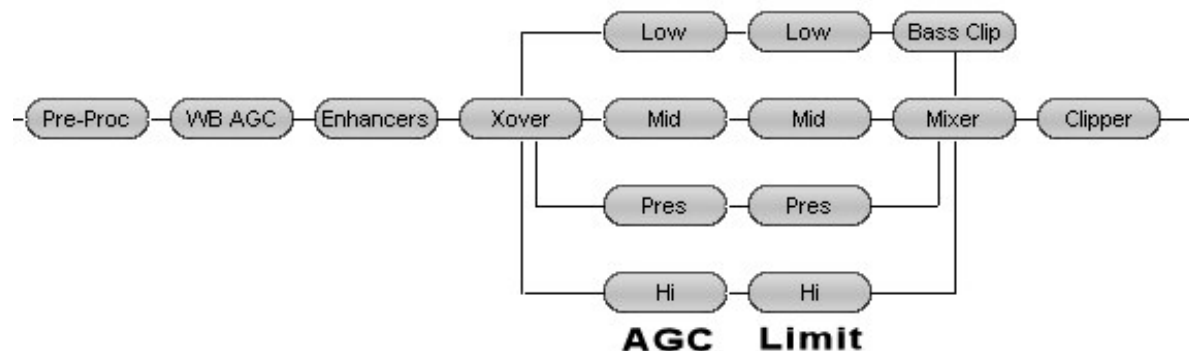 Low Low Bass Clip
Pre-Proc WB AGC Enhancers Xover Mid Mid Mixer Clipper
Pres Pres
Hi Hi
AGC Limit